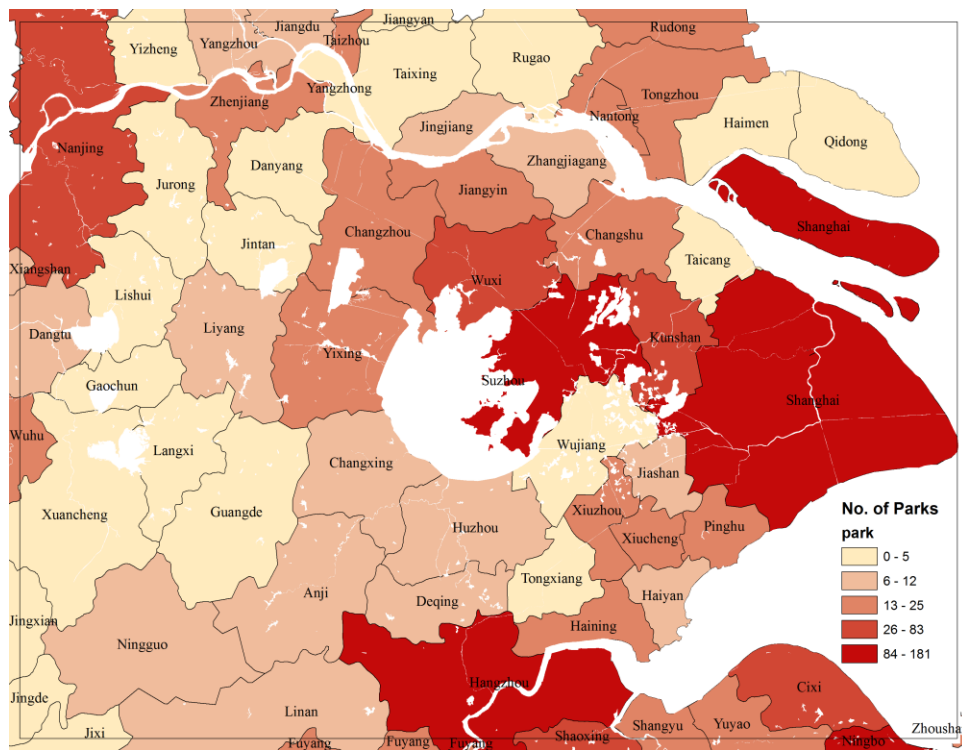 Jiangyan
Jiangdu
Rudong
Yizheng
Yangzhou
Taizhou
Rugao
Taixing
Yangzhong
Zhenjiang
Tongzhou
Nantong
Haimen
Jingjiang
Qidong
Nanjing
Zhangjiagang
Danyang
Jurong
Jiangyin
Shanghai
Changzhou
Changshu
Jintan
Taicang
Xiangshan
Wuxi
Lishui
Dangtu
Liyang
Kunshan
Yixing
Suzhou
Gaochun
Shanghai
Wuhu
Wujiang
Langxi
Changxing
Jiashan
Xuancheng
Guangde
Xiuzhou
Huzhou
Pinghu
Xiucheng
Tongxiang
Anji
Deqing
Haiyan
Jingxian
Haining
Ningguo
Hangzhou
Cixi
Jingde
Linan
Shangyu
Yuyao
Jixi
Zhousha
Fuyang
Fuyang
Fuyang
Shaoxing
Ningbo
No. of Parks
park
0 - 5
6 - 12
13 - 25
26 - 83
84 - 181